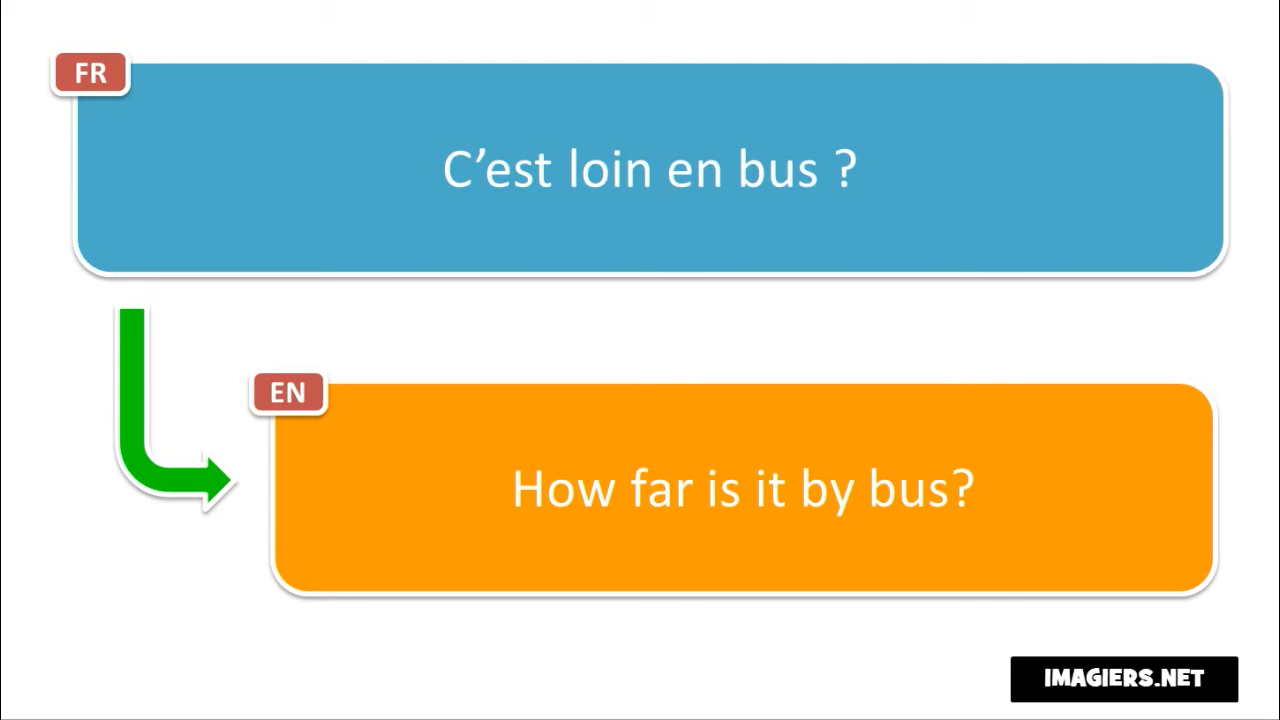 FR
C’est loin en bus ?
EN
How far is it by bus?
IMAGIERS.NET